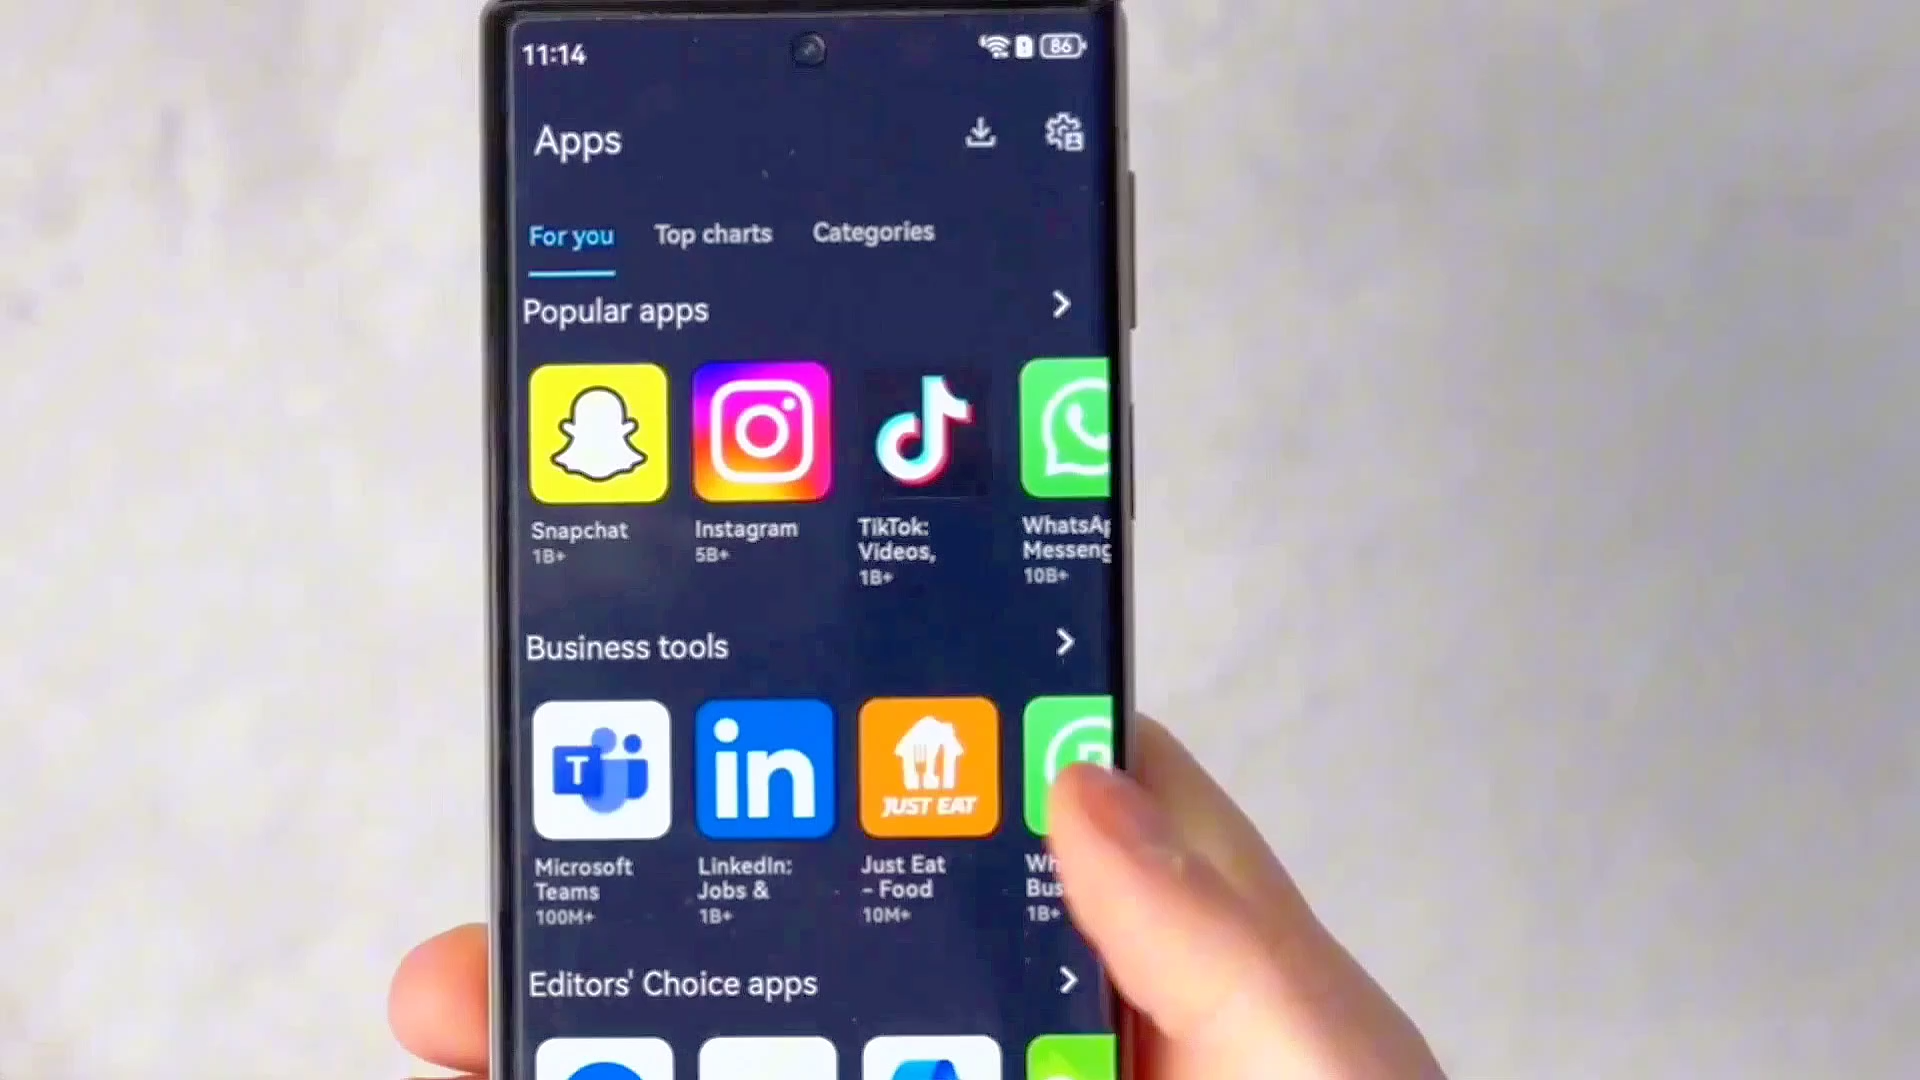 11:14
86
Apps
For you Top charts Categories
Popular apps
Snapchat Instagram TikTok: WhatsAp
1B+ 5B+ Videos, Messeng
1B+ 10B+
Business tools
T in JUST EAT
Microsoft LinkedIn: Just Eat Wh
Teams Jobs & - Food Bus
100M+ 1B+ 10M+ 1B+
Editors' Choice apps